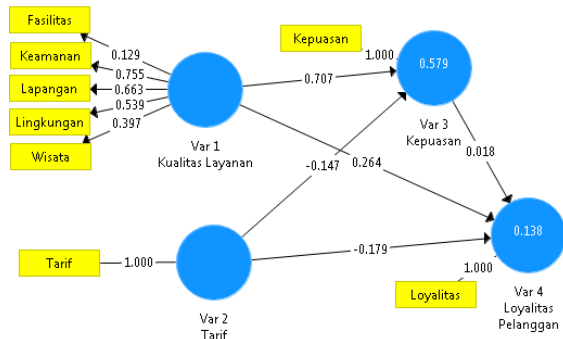 Fasilitas
Keamanan
Lapangan
Lingkungan
Wisata
0.129
0.755
0.663
0.539
0.397
Var 1
Kualitas Layanan
Kepuasan
1.000
0.707
0.579
Var 3
Kepuasan
-0.147
0.264
0.018
Tarif
1.000
Var 2
Tarif
-0.179
0.138
Loyalitas
1.000
Var 4
Loyalitas
Pelanggan